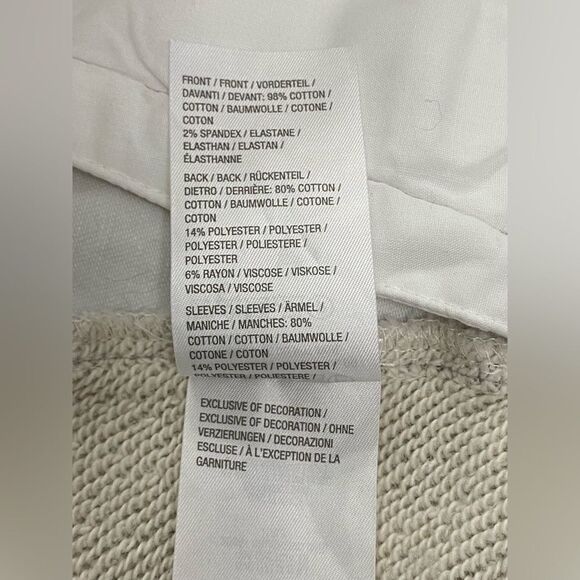 FRONT / FRONT / VORDERTEIL /
DAVANTI / DEVANT: 98% COTTON /
COTTON / BAUMWOLLE / COTONE /
COTON
2% SPANDEX / ELASTANE /
ELASTHAN / ELASTAN /
ÉLASTHANNE
BACK / BACK / RÜCKENTEIL /
DIETRO / DERRIÈRE: 80% COTTON /
COTTON / BAUMWOLLE / COTONE /
COTON
14% POLYESTER / POLYESTER /
POLYESTER / POLIESTERE /
POLYESTER
6% RAYON / VISCOSE / VISKOSE /
VISCOSA / VISCOSE
SLEEVES / SLEEVES / ÄRMEL /
MANICHE / MANCHES: 80%
COTTON / COTTON / BAUMWOLLE /
COTONE / COTON
14% POLYESTER / POLYESTER /
POLYESTER / POLIESTERE /
EXCLUSIVE OF DECORATION /
EXCLUSIVE OF DECORATION / OHNE
VERZIERUNGEN / DECORAZIONI
ESCLUSE / À L'EXCEPTION DE LA
GARNITURE